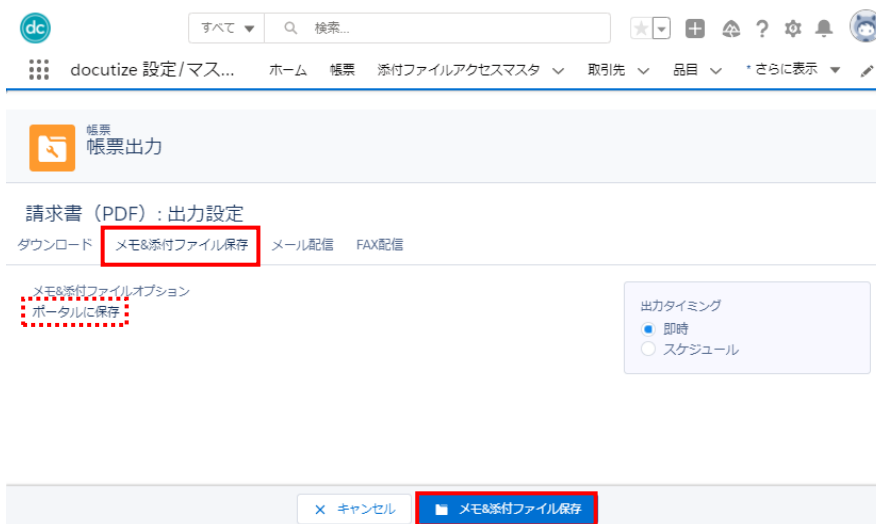 dc
すべて
検索...
docutize 設定/マス...
ホーム
帳票
添付ファイルアクセスマスタ
取引先
品目
* さらに表示
帳票
帳票出力
請求書（PDF）: 出力設定
ダウンロード
メモ&添付ファイル保存
メール配信
FAX配信
メモ&添付ファイルオプション
ポータルに保存
出力タイミング
即時
スケジュール
× キャンセル
メモ&添付ファイル保存